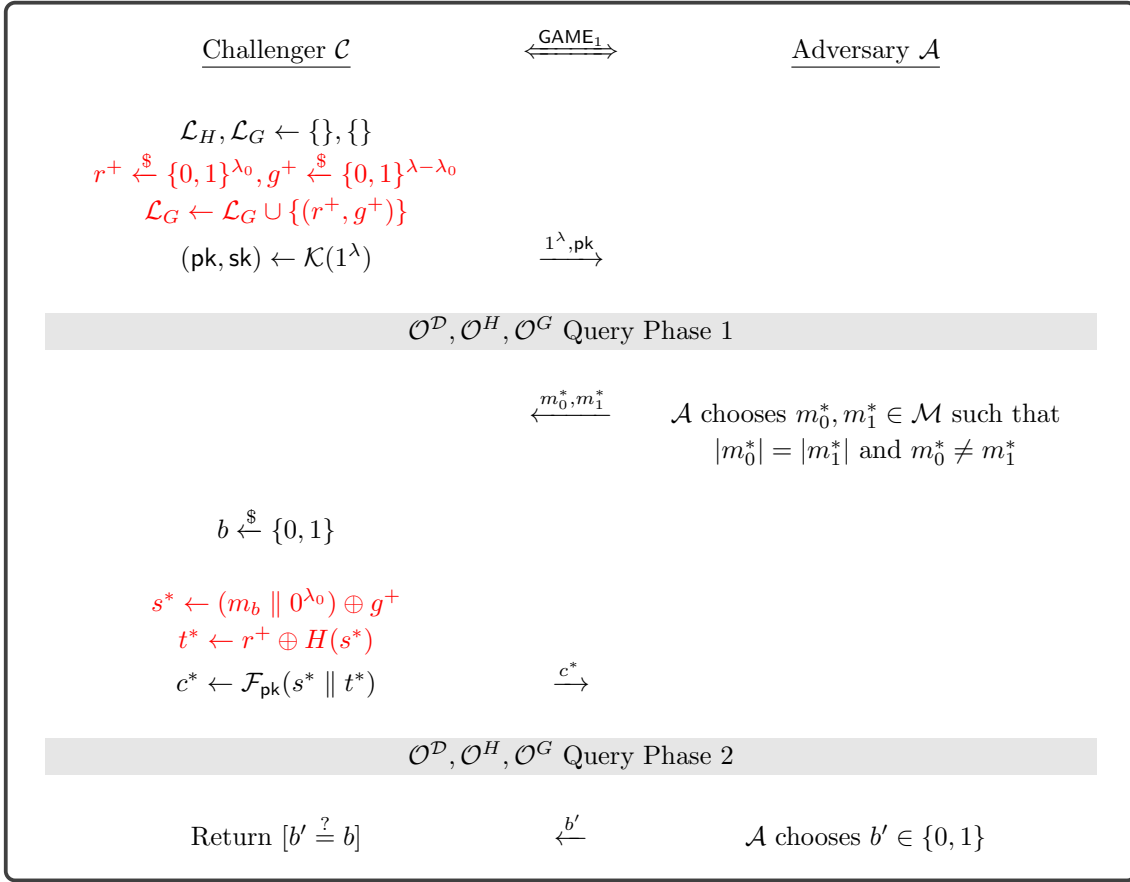 Challenger 𝒞 ⟺ GAME₁ Adversary 𝒜
ℒ_H, ℒ_G ← {}, {}
r⁺ ←$ {0, 1}^{λ₀}, g⁺ ←$ {0, 1}^{λ−λ₀}
ℒ_G ← ℒ_G ∪ {(r⁺, g⁺)}
(pk, sk) ← 𝒦(1^λ) 1^λ,pk →
𝒪^𝒟, 𝒪^H, 𝒪^G Query Phase 1
← m₀*,m₁* 𝒜 chooses m₀*, m₁* ∈ ℳ such that
|m₀*| = |m₁*| and m₀* ≠ m₁*
b ←$ {0, 1}
s* ← (m_b ∥ 0^{λ₀}) ⊕ g⁺
t* ← r⁺ ⊕ H(s*)
c* ← ℱ_pk(s* ∥ t*) c* →
𝒪^𝒟, 𝒪^H, 𝒪^G Query Phase 2
Return [b′ ≟ b] ← b′ 𝒜 chooses b′ ∈ {0, 1}